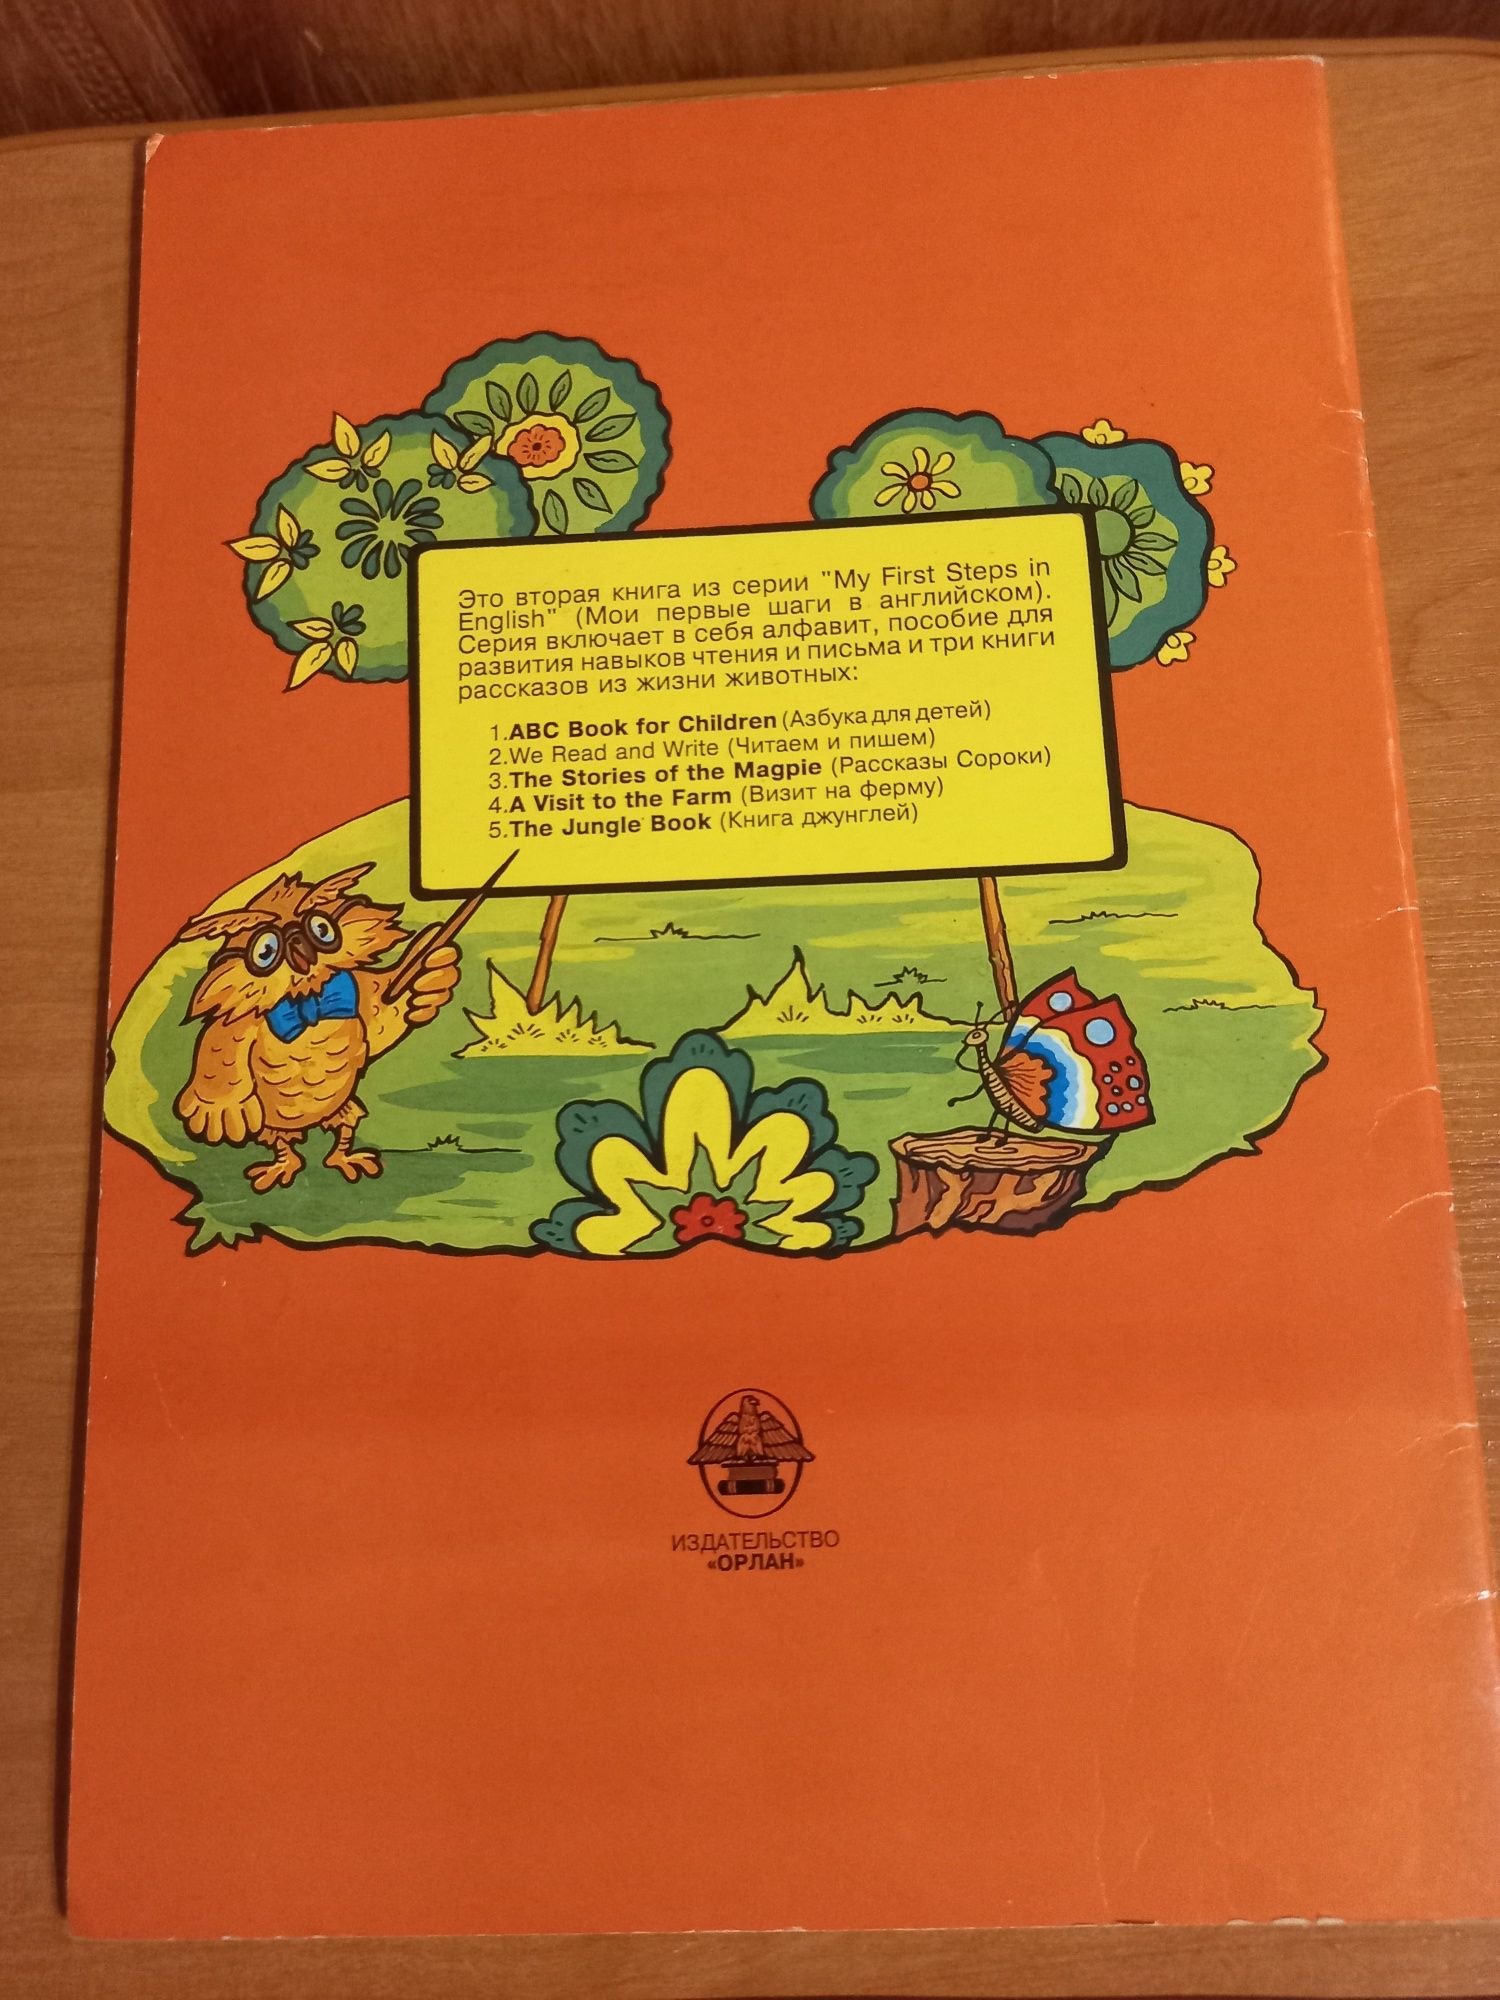 Это вторая книга из серии "My First Steps in
English" (Мои первые шаги в английском).
Серия включает в себя алфавит, пособие для
развития навыков чтения и письма и три книги
рассказов из жизни животных:
1.ABC Book for Children (Азбука для детей)
2.We Read and Write (Читаем и пишем)
3.The Stories of the Magpie (Рассказы Сороки)
4.A Visit to the Farm (Визит на ферму)
5.The Jungle Book (Книга джунглей)
ИЗДАТЕЛЬСТВО
«ОРЛАН»